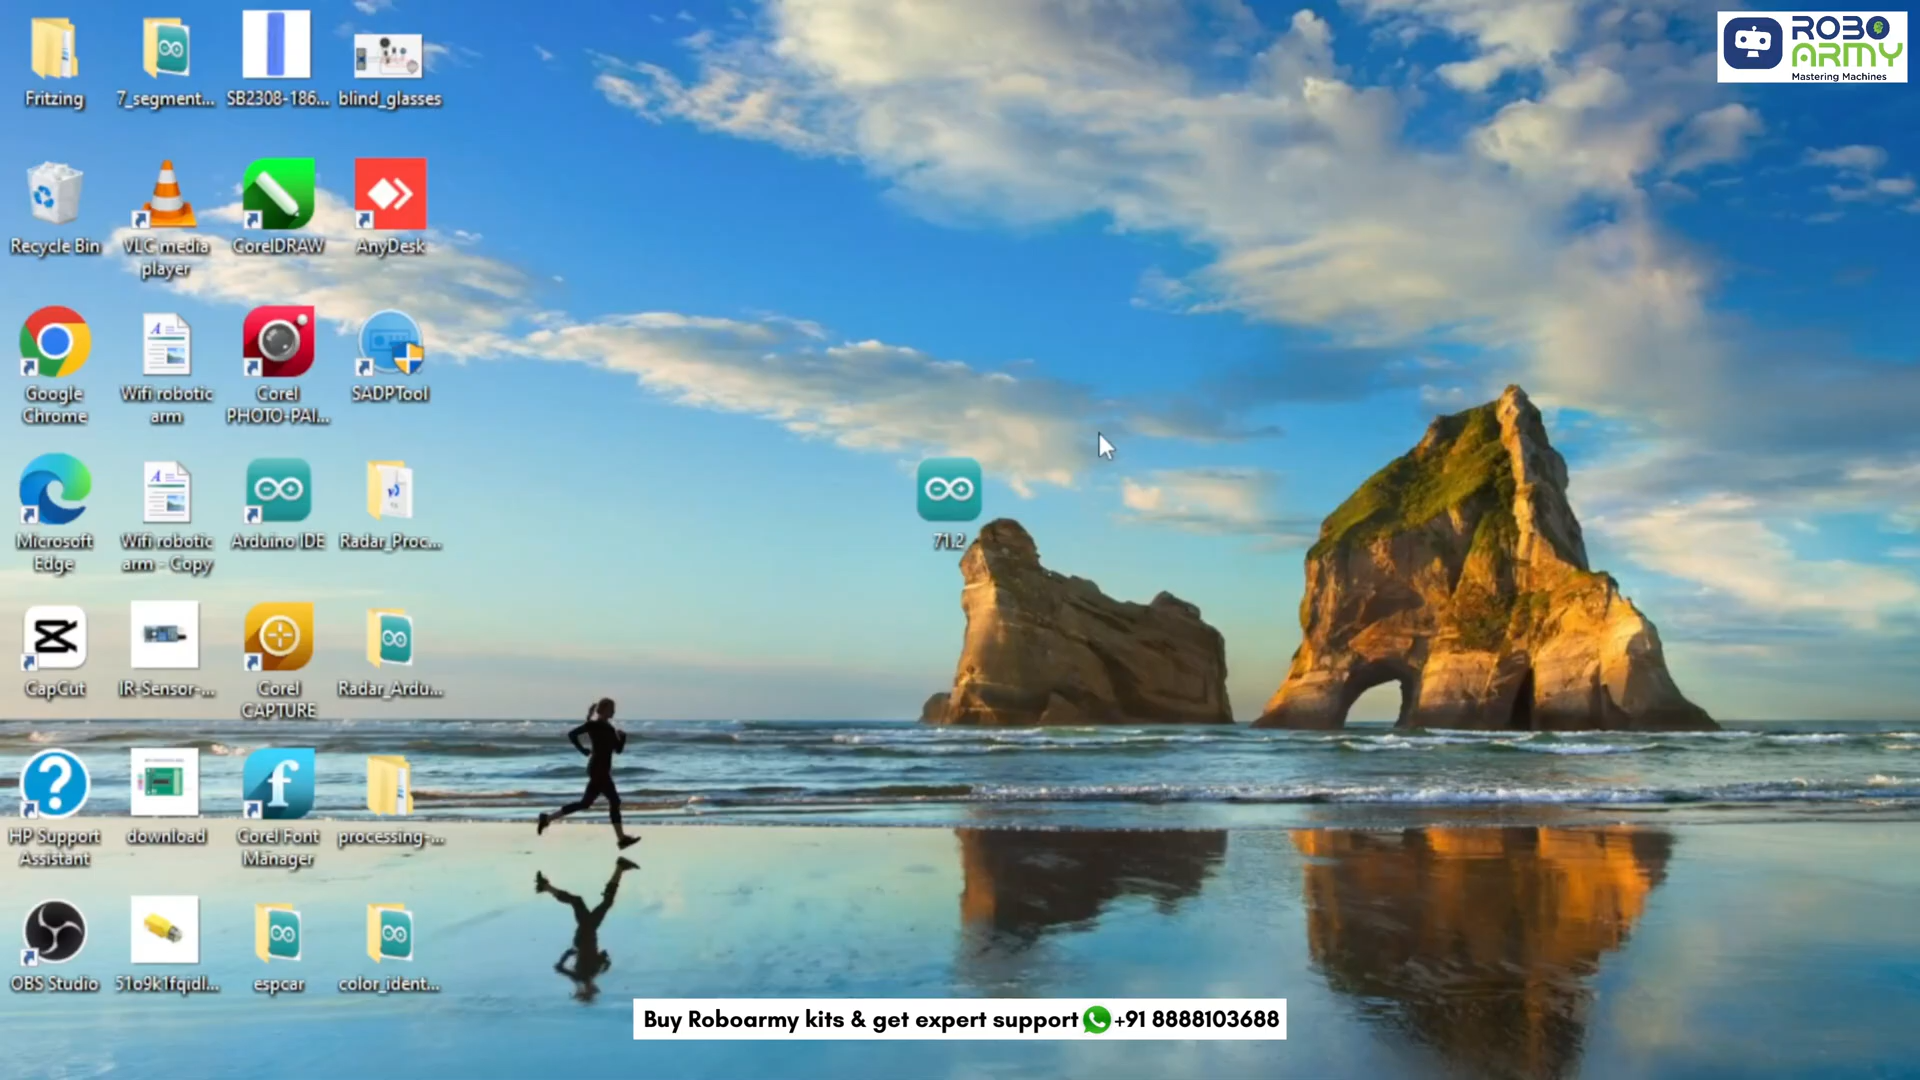 Fritzing
7_segment...
SB2308-186...
blind_glasses
Recycle Bin
VLC media
player
CorelDRAW
AnyDesk
Google
Chrome
Wifi robotic
arm
Corel
PHOTO-PAI...
SADPTool
Microsoft
Edge
Wifi robotic
arm - Copy
Arduino IDE
Radar_Proc...
CapCut
IR-Sensor-...
Corel
CAPTURE
Radar_Ardu...
HP Support
Assistant
download
Corel Font
Manager
processing-...
OBS Studio
51o9k1fqidl...
espcar
color_ident...
71.2
ROBO
ARMY
Mastering Machines
Buy Roboarmy kits & get expert support +91 8888103688